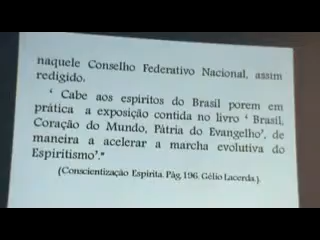 naquele Conselho Federativo Nacional, assim
redigido.
‘ Cabe aos espiritos do Brasil porem em
prática a exposição contida no livro ‘ Brasil,
Coração do Mundo, Pátria do Evangelho’, de
maneira a acelerar a marcha evolutiva do
Espiritismo’."
(Conscientização Espírita. Pág. 196. Gélio Lacerda.).